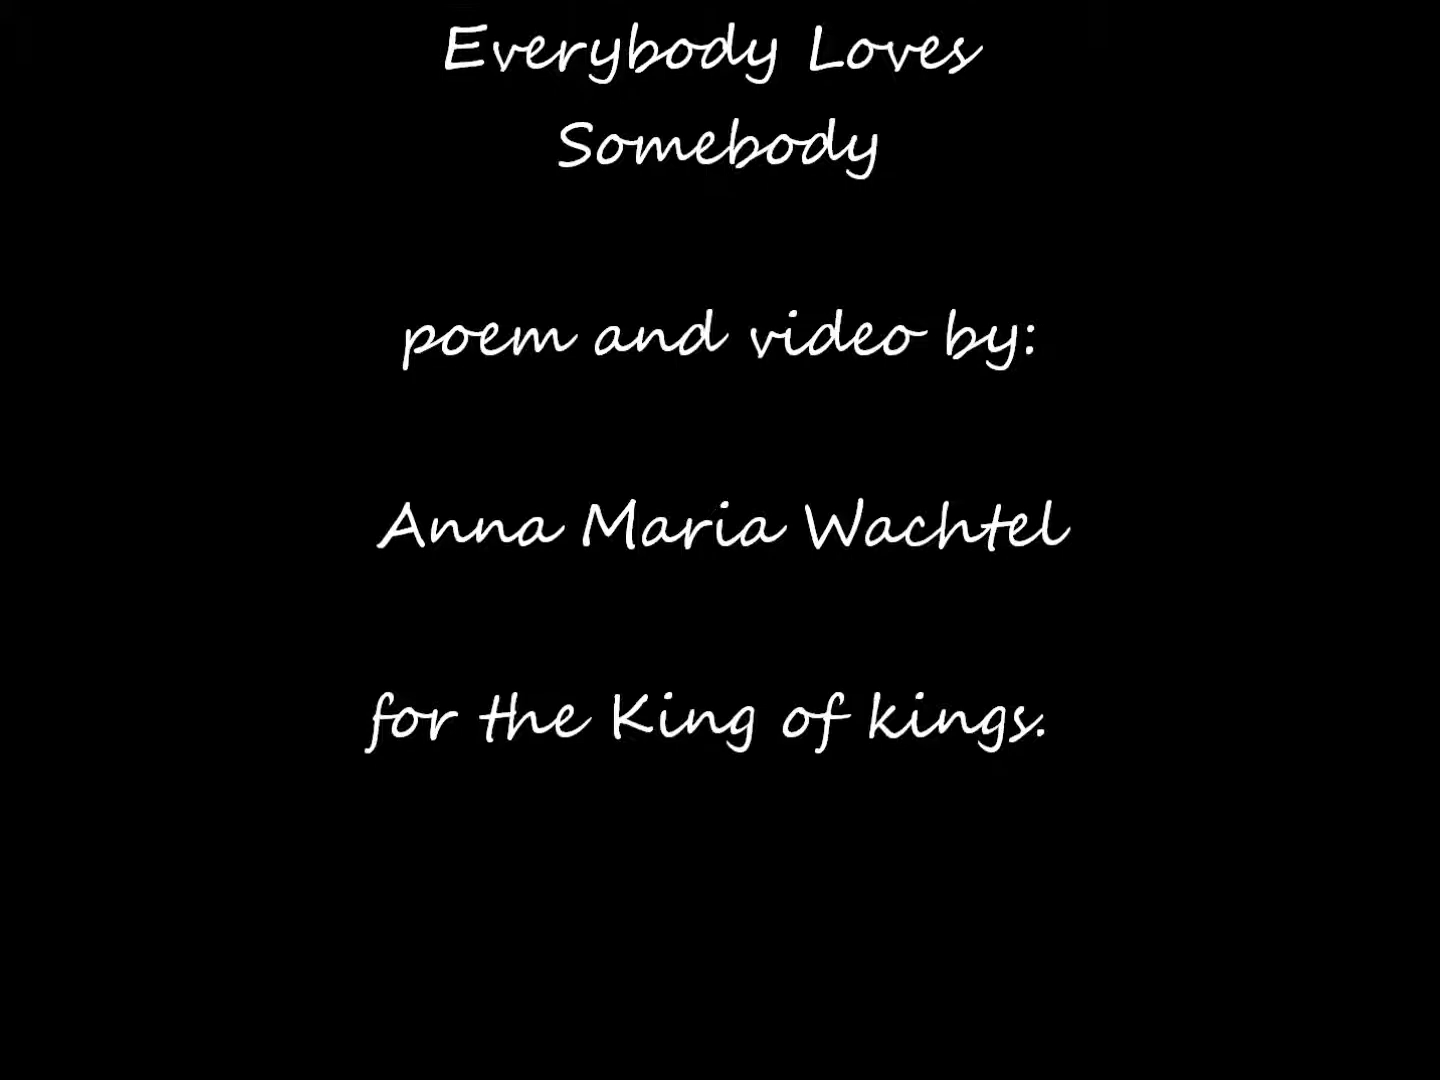 Everybody Loves
Somebody
poem and video by:
Anna Maria Wachtel
for the King of kings.